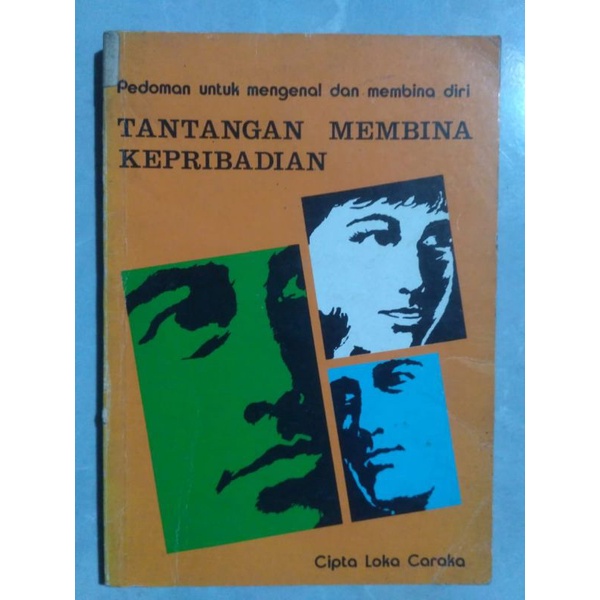 Pedoman untuk mengenal dan membina diri
TANTANGAN MEMBINA
KEPRIBADIAN
Cipta Loka Caraka